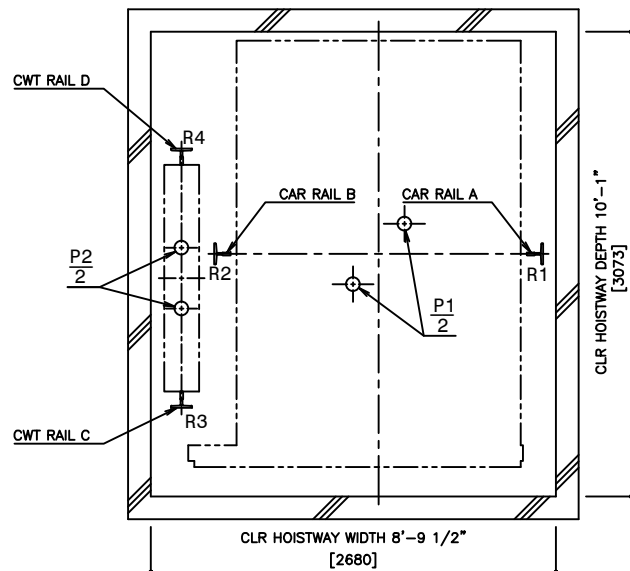 CWT RAIL D
R4
CAR RAIL B
CAR RAIL A
P2
2
R2
R1
P1
2
R3
CWT RAIL C
CLR HOISTWAY DEPTH 10'-1"
[3073]
CLR HOISTWAY WIDTH 8'-9 1/2"
[2680]